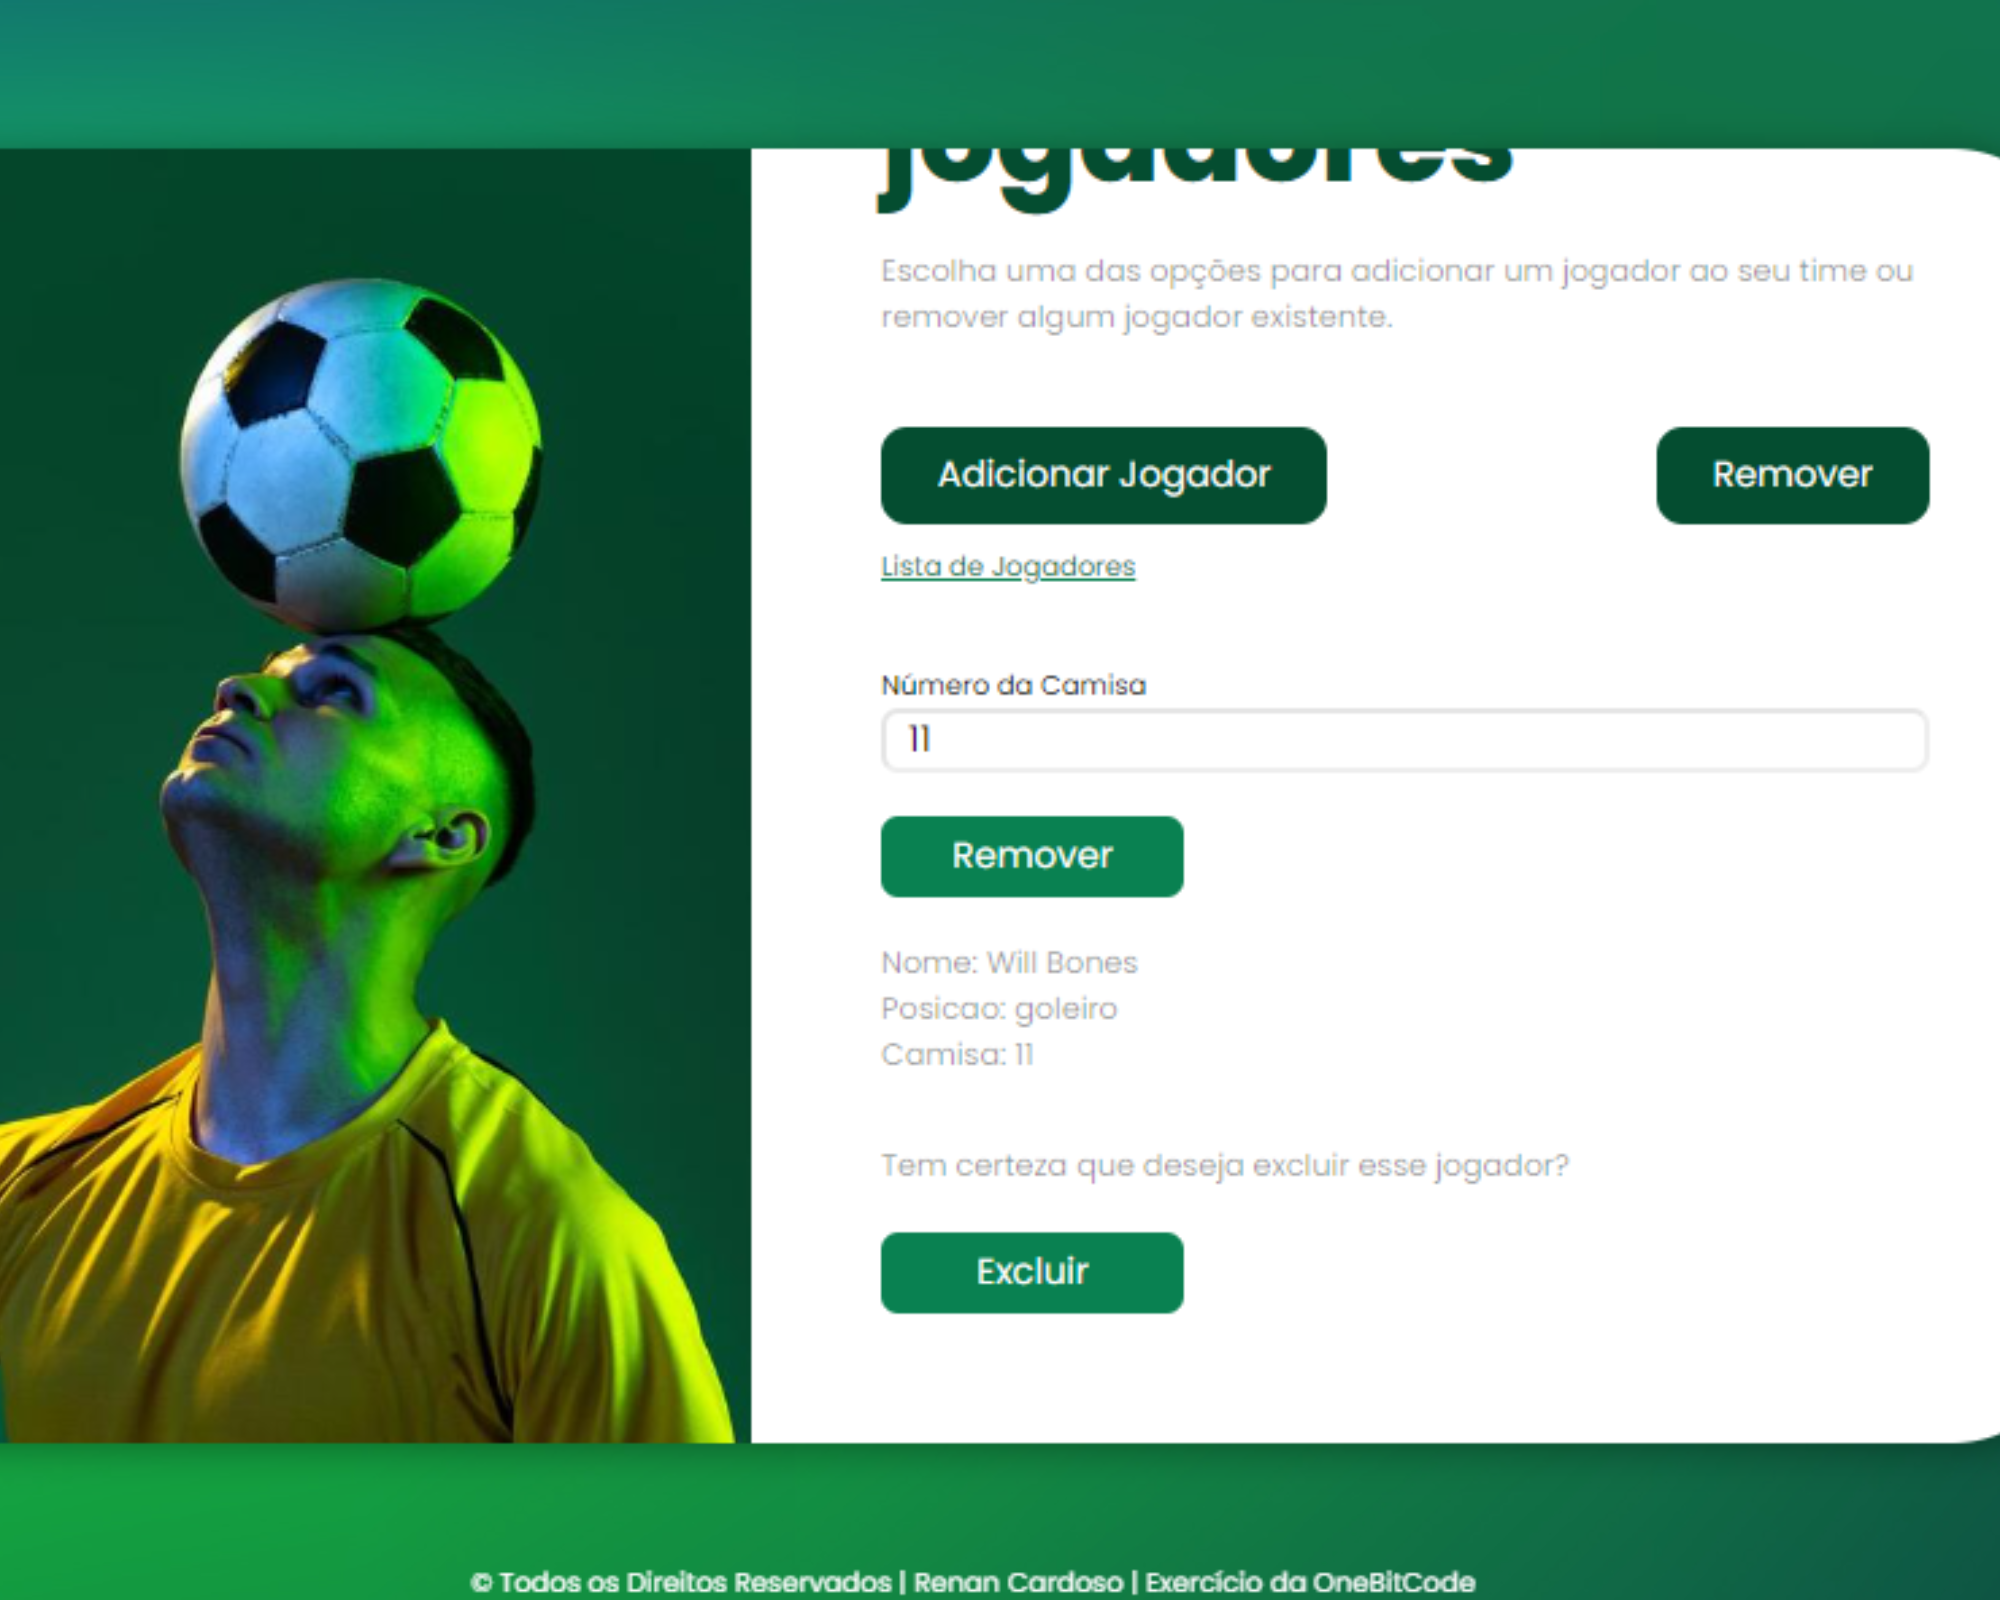 jogadores
Escolha uma das opções para adicionar um jogador ao seu time ou
remover algum jogador existente.
Adicionar Jogador
Remover
Lista de Jogadores
Número da Camisa
11
Remover
Nome: Will Bones
Posicao: goleiro
Camisa: 11
Tem certeza que deseja excluir esse jogador?
Excluir
© Todos os Direitos Reservados | Renan Cardoso | Exercício da OneBitCode